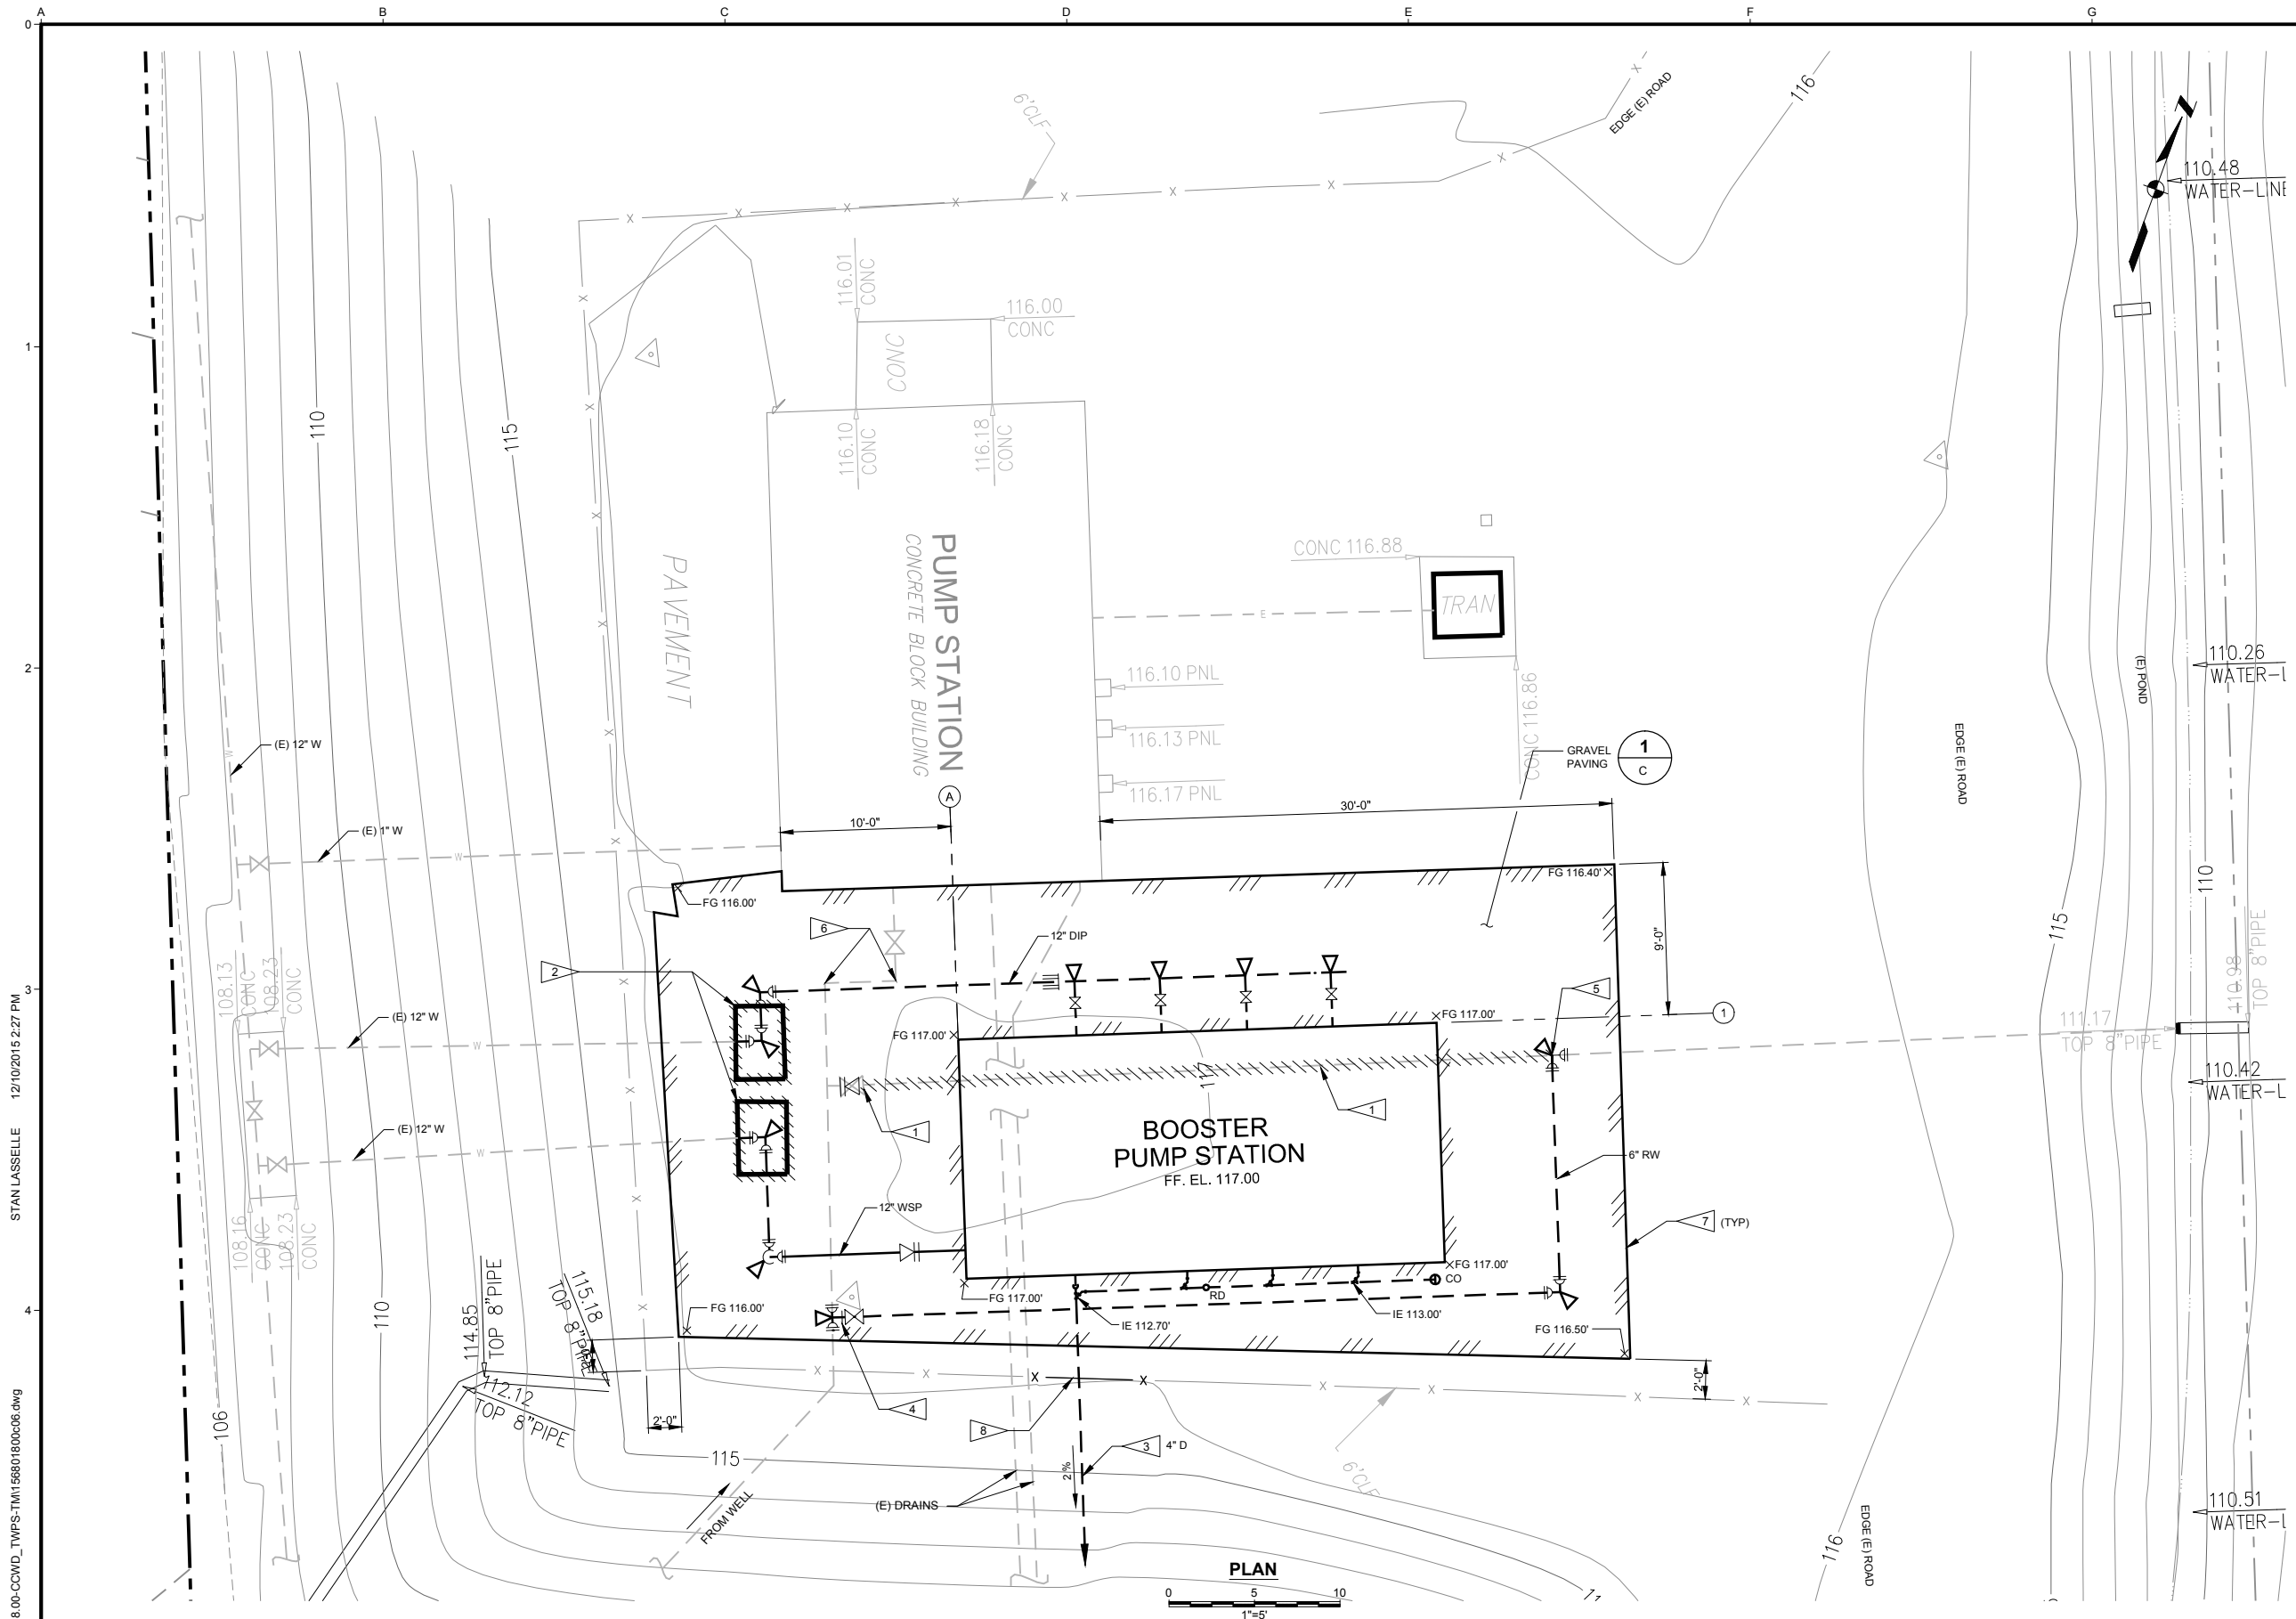 A
B
C
D
E
F
G
0
1
2
3
4
6'CLF
EDGE (E) ROAD
116
N
110.48
WATER-LINE
116.01
CONC
116.00
CONC
CONC
110
115
116.10
CONC
116.18
CONC
PUMP STATION
CONCRETE BLOCK BUILDING
PAVEMENT
CONC 116.88
TRAN
E
CONC 116.86
116.10 PNL
116.13 PNL
116.17 PNL
110.26
WATER-L
(E) POND
EDGE (E) ROAD
(E) 12" W
W
GRAVEL
PAVING
1
C
A
10'-0"
30'-0"
(E) 1" W
W
FG 116.00'
FG 116.40'
9'-0"
115
110
110.98
TOP 8"PIPE
6
12" DIP
2
5
1
108.13
CONC
108.23
CONC
(E) 12" W
W
FG 117.00'
FG 117.00'
111.17
TOP 8"PIPE
117
110.42
WATER-L
1
1
(E) 12" W
W
BOOSTER
PUMP STATION
FF. EL. 117.00
6" RW
12" WSP
7
(TYP)
108.16
CONC
108.23
CONC
114.85
TOP 8"PIPE
115.18
TOP 8"PIPE
112.12
TOP 8"PIPE
110
106
FG 116.00'
FG 117.00'
FG 117.00'
CO
RD
IE 112.70'
IE 113.00'
FG 116.50'
2'-0"
2'-0"
4
8
3
4" D
2 %
6'CLF
115
FROM WELL
(E) DRAINS
110.51
WATER-L
116
EDGE (E) ROAD
PLAN
0
5
10
1"=5'
STAN LASSELLE
12/10/2015 2:27 PM
8.00-CCWD_TWPS-TM\156801800c06.dwg